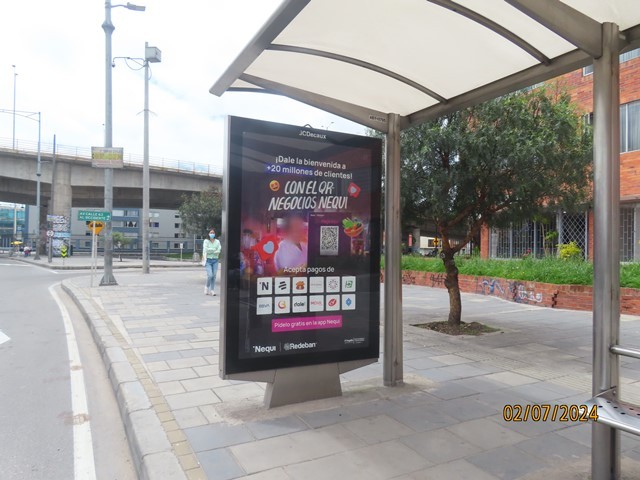 JCDecaux
¡Dale la bienvenida a
+20 millones de clientes!
CON EL QR
NEGOCIOS NEQUI
Acepta pagos de
Pídelo gratis en la app Nequi
Nequi
Redeban
02/07/2024